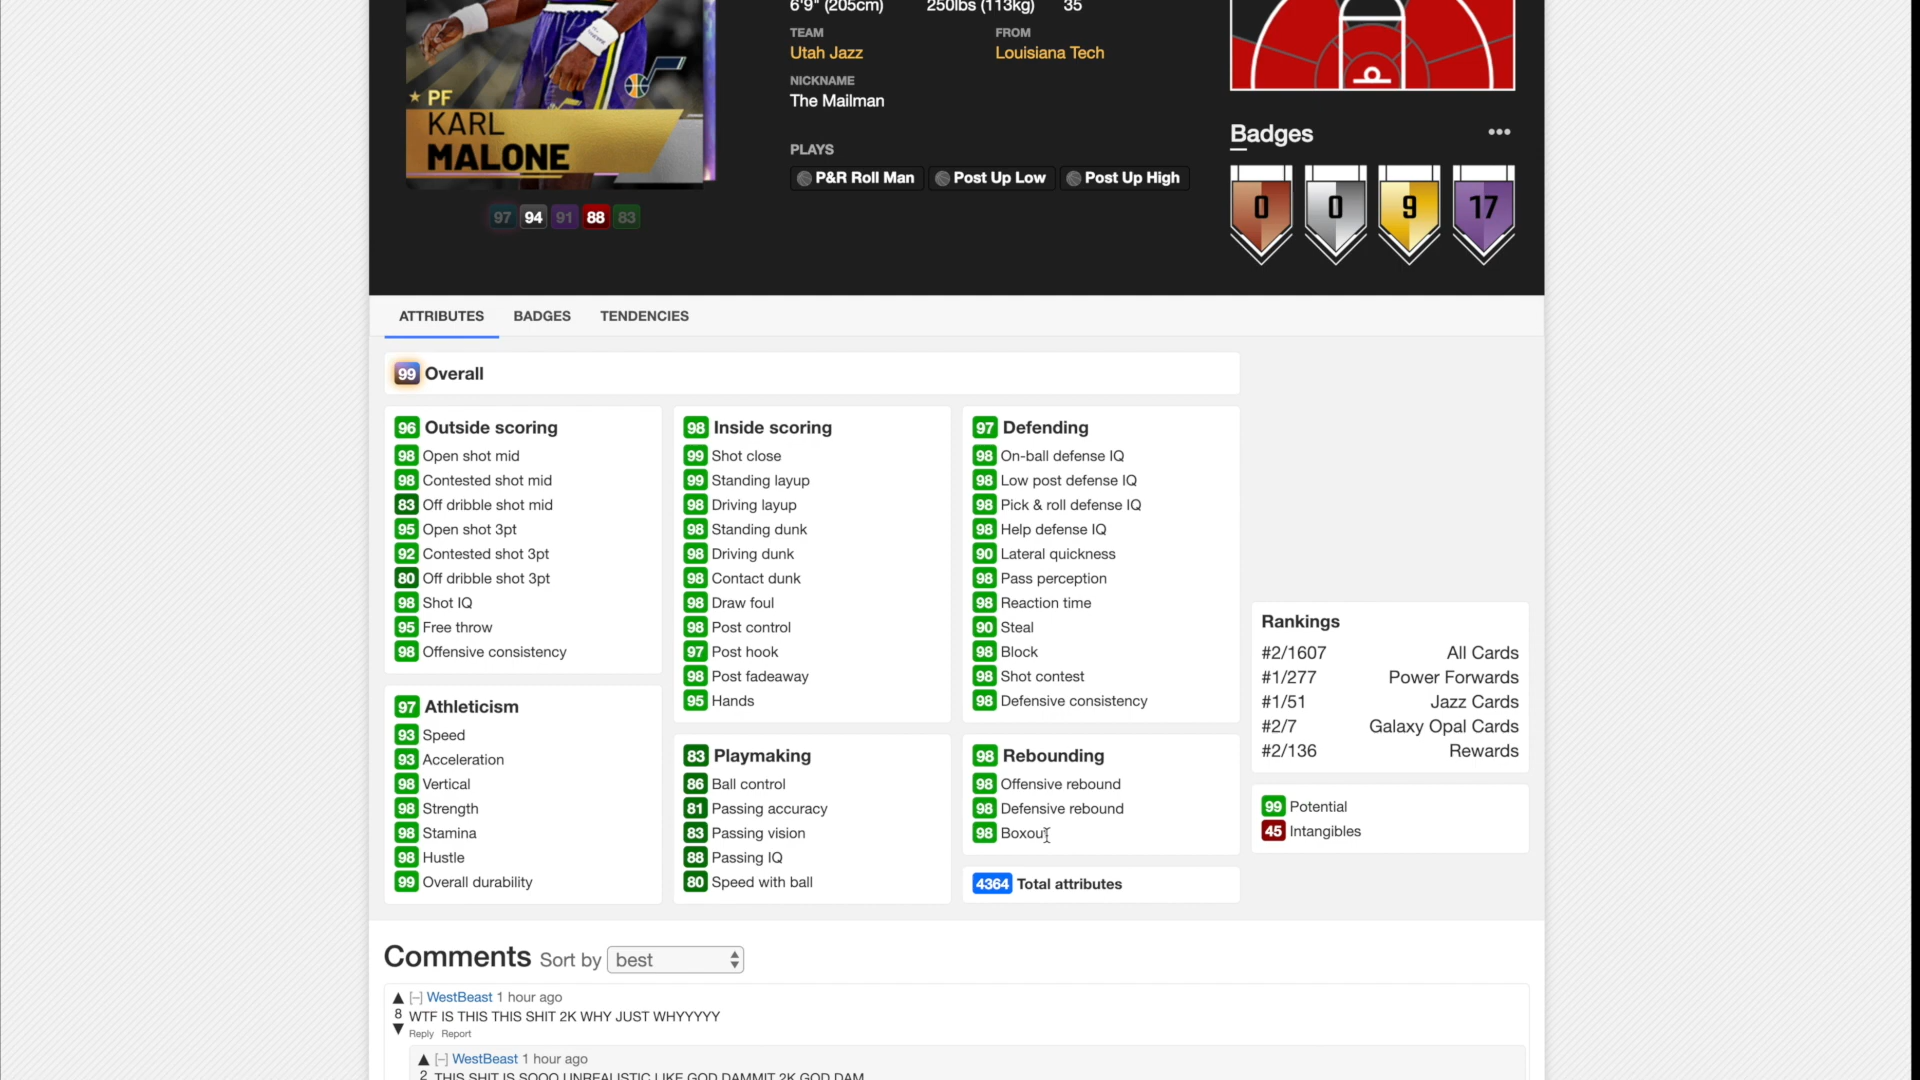 6'9" (205cm) 250lbs (113kg) 35
TEAM FROM
Utah Jazz Louisiana Tech
NICKNAME
The Mailman
PLAYS
P&R Roll Man Post Up Low Post Up High
PF
KARL
MALONE
97 94 91 88 83
Badges
0 0 9 17
ATTRIBUTES BADGES TENDENCIES
99 Overall
96 Outside scoring
98 Open shot mid
98 Contested shot mid
83 Off dribble shot mid
95 Open shot 3pt
92 Contested shot 3pt
80 Off dribble shot 3pt
98 Shot IQ
95 Free throw
98 Offensive consistency
97 Athleticism
93 Speed
93 Acceleration
98 Vertical
98 Strength
98 Stamina
98 Hustle
99 Overall durability
98 Inside scoring
99 Shot close
99 Standing layup
98 Driving layup
98 Standing dunk
98 Driving dunk
98 Contact dunk
98 Draw foul
98 Post control
97 Post hook
98 Post fadeaway
95 Hands
83 Playmaking
86 Ball control
81 Passing accuracy
83 Passing vision
88 Passing IQ
80 Speed with ball
97 Defending
98 On-ball defense IQ
98 Low post defense IQ
98 Pick & roll defense IQ
98 Help defense IQ
90 Lateral quickness
98 Pass perception
98 Reaction time
90 Steal
98 Block
98 Shot contest
98 Defensive consistency
98 Rebounding
98 Offensive rebound
98 Defensive rebound
98 Boxout
4364 Total attributes
Rankings
#2/1607 All Cards
#1/277 Power Forwards
#1/51 Jazz Cards
#2/7 Galaxy Opal Cards
#2/136 Rewards
99 Potential
45 Intangibles
Comments Sort by best
[–] WestBeast 1 hour ago
8 WTF IS THIS THIS SHIT 2K WHY JUST WHYYYYY
Reply Report
[–] WestBeast 1 hour ago
2 THIS SHIT IS SOOO UNREALISTIC LIKE GOD DAMMIT 2K GOD DAM